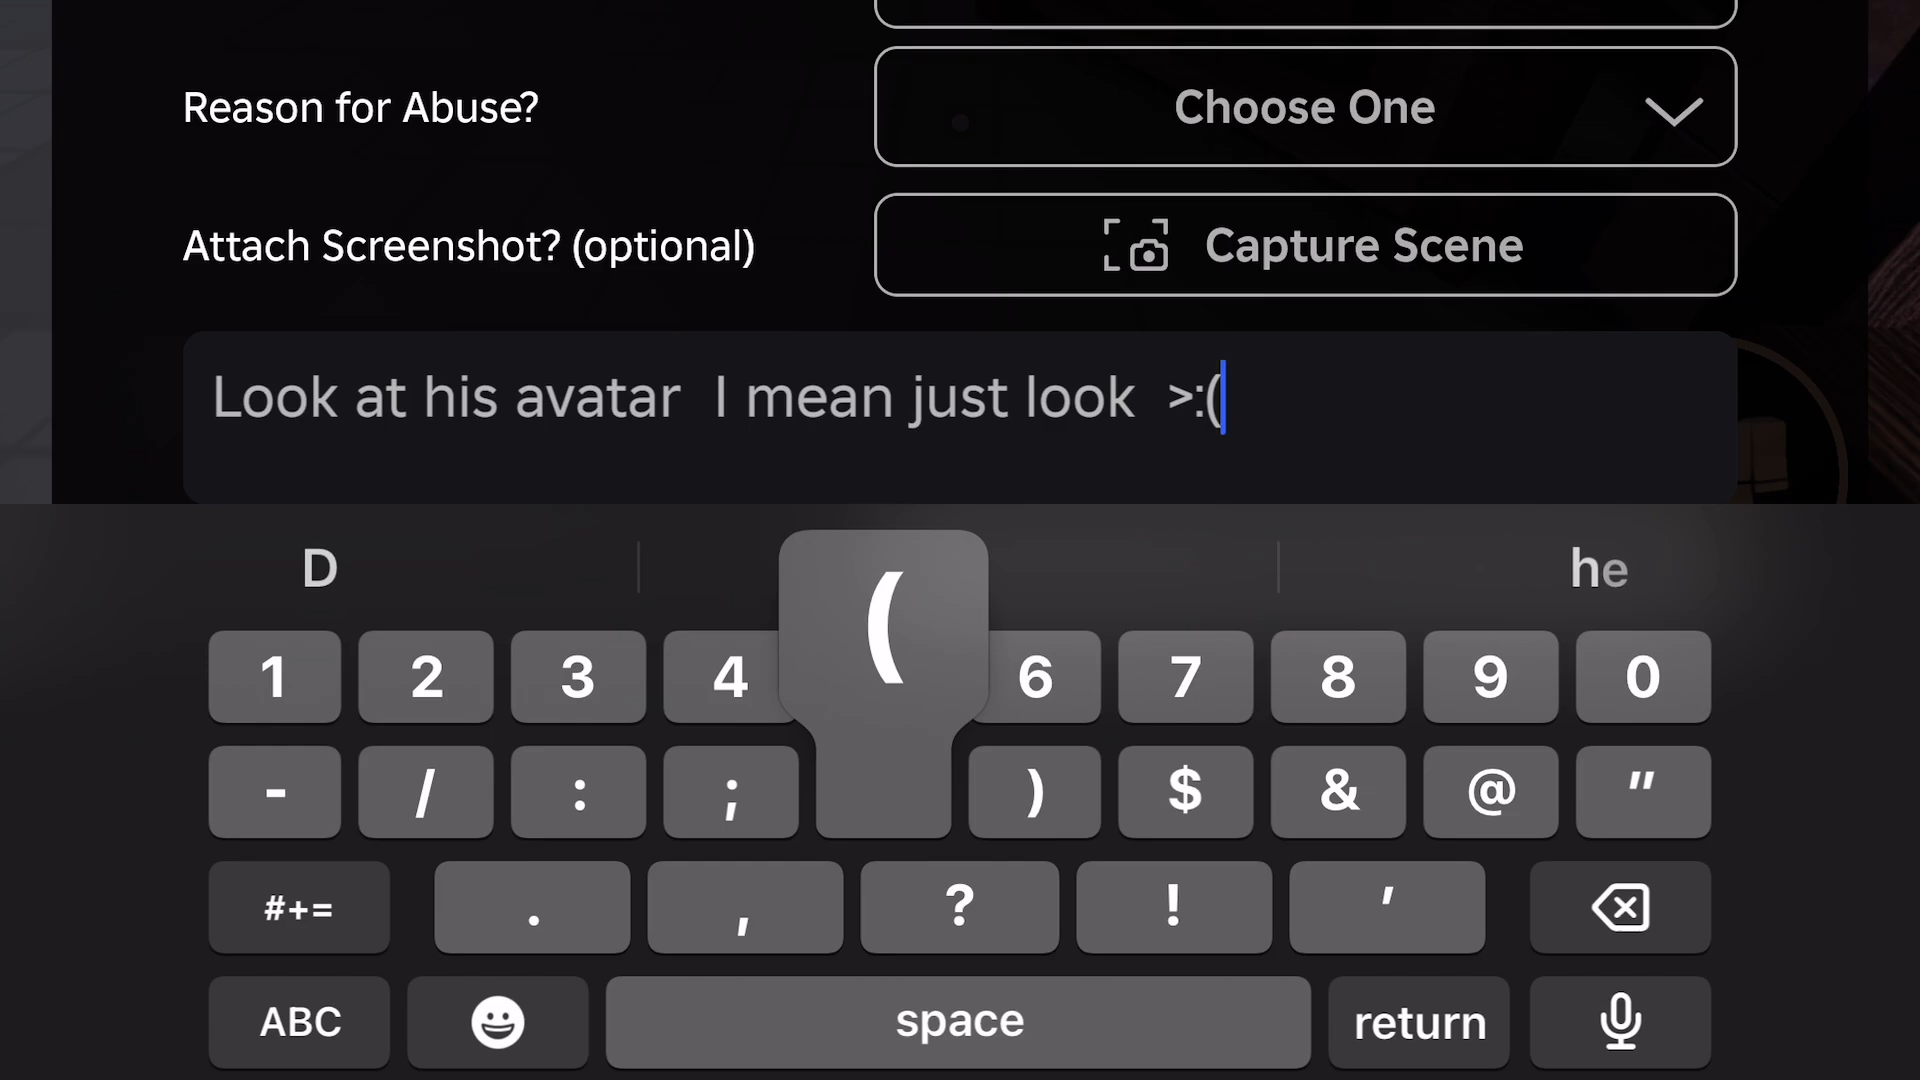 Reason for Abuse? Choose One
Attach Screenshot? (optional) Capture Scene
Look at his avatar  I mean just look  >:(
D he
(
1 2 3 4 6 7 8 9 0
- / : ; ) $ & @ "
#+= . , ? ! '
ABC space return